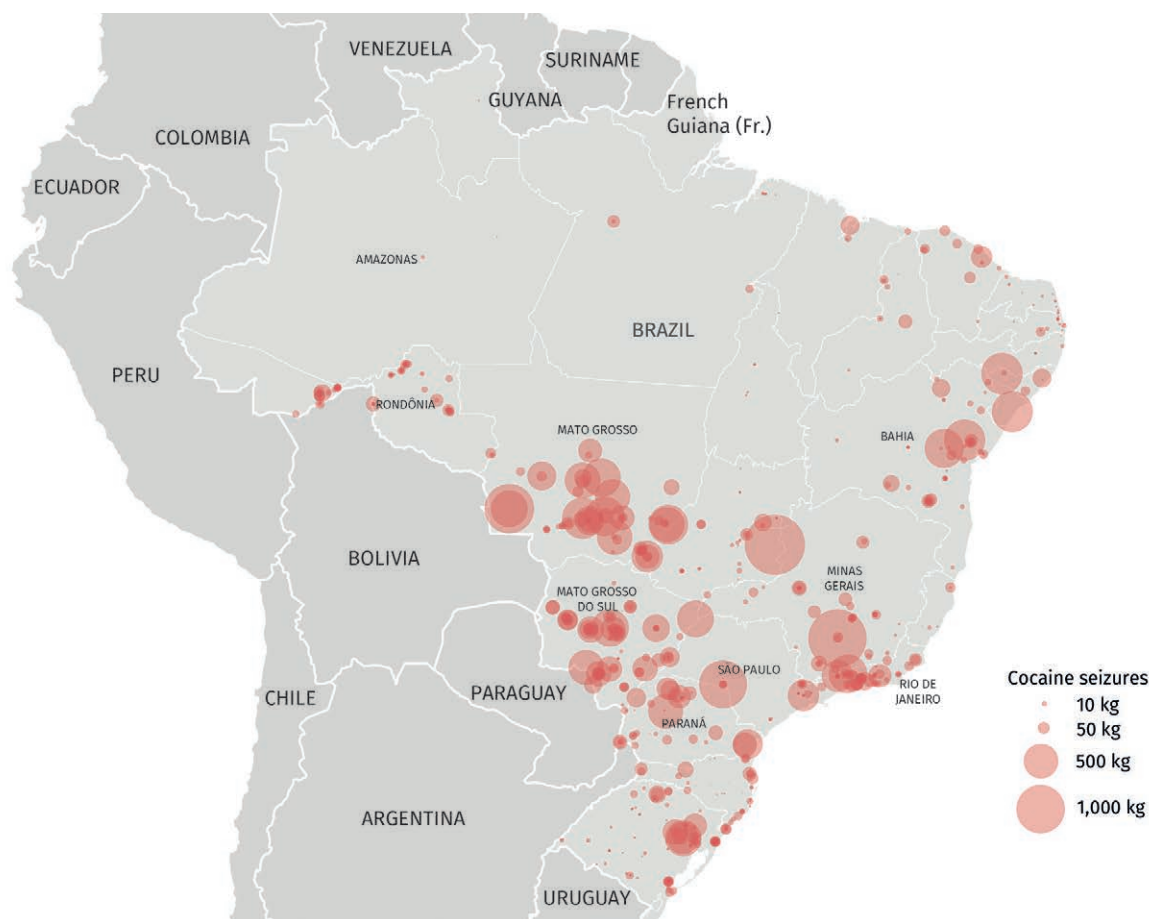 VENEZUELA
SURINAME
GUYANA
French
Guiana (Fr.)
COLOMBIA
ECUADOR
AMAZONAS
BRAZIL
PERU
RONDÔNIA
MATO GROSSO
BAHIA
BOLIVIA
MINAS
GERAIS
MATO GROSSO
DO SUL
SÃO PAULO
CHILE
PARAGUAY
RIO DE
JANEIRO
PARANÁ
ARGENTINA
URUGUAY
Cocaine seizures
10 kg
50 kg
500 kg
1,000 kg